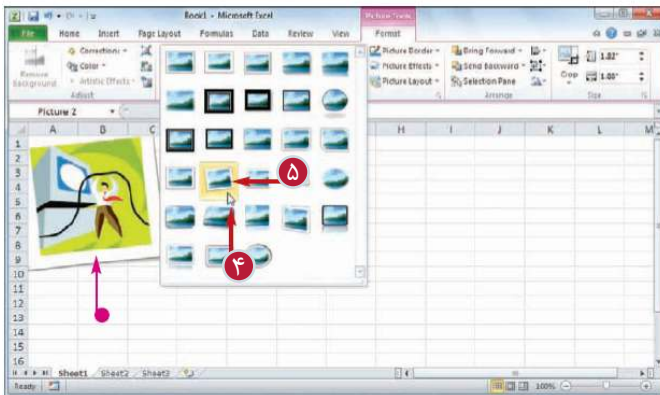 Book1 - Microsoft Excel Picture Tools
File Home Insert Page Layout Formulas Data Review View Format
Remove Background
Corrections
Color
Artistic Effects
Adjust
Picture Border
Picture Effects
Picture Layout
Bring Forward
Send Backward
Selection Pane
Arrange
Crop
1.82"
Size
Picture 2
A B C H I J K L M
1
2
3
4
5
6
7
8
9
10
11
12
13
14
15
16
۵
۴
Sheet1 Sheet2 Sheet3
Ready 100%